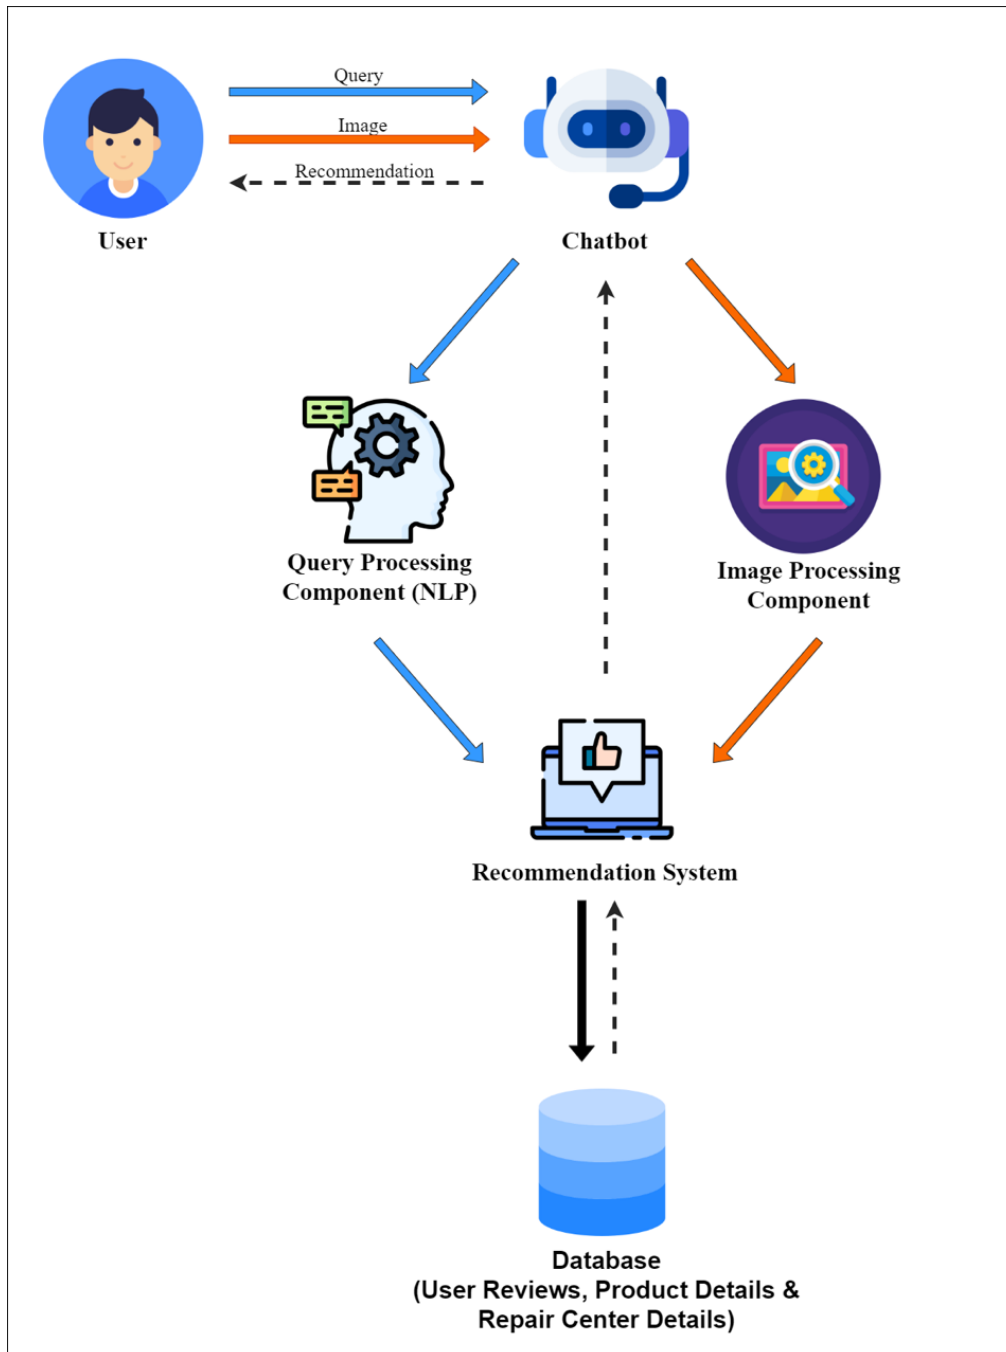 Query
Image
Recommendation
User
Chatbot
Query Processing
Component (NLP)
Image Processing
Component
Recommendation System
Database
(User Reviews, Product Details &
Repair Center Details)